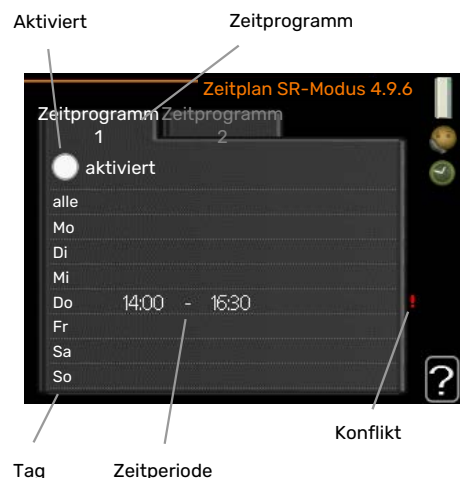 Aktiviert
Zeitprogramm
Zeitplan SR-Modus 4.9.6
Zeitprogramm Zeitprogramm
1 2
aktiviert
alle
Mo
Di
Mi
Do 14:00 - 16:30 !
Fr
Sa
So
?
Konflikt
Tag Zeitperiode